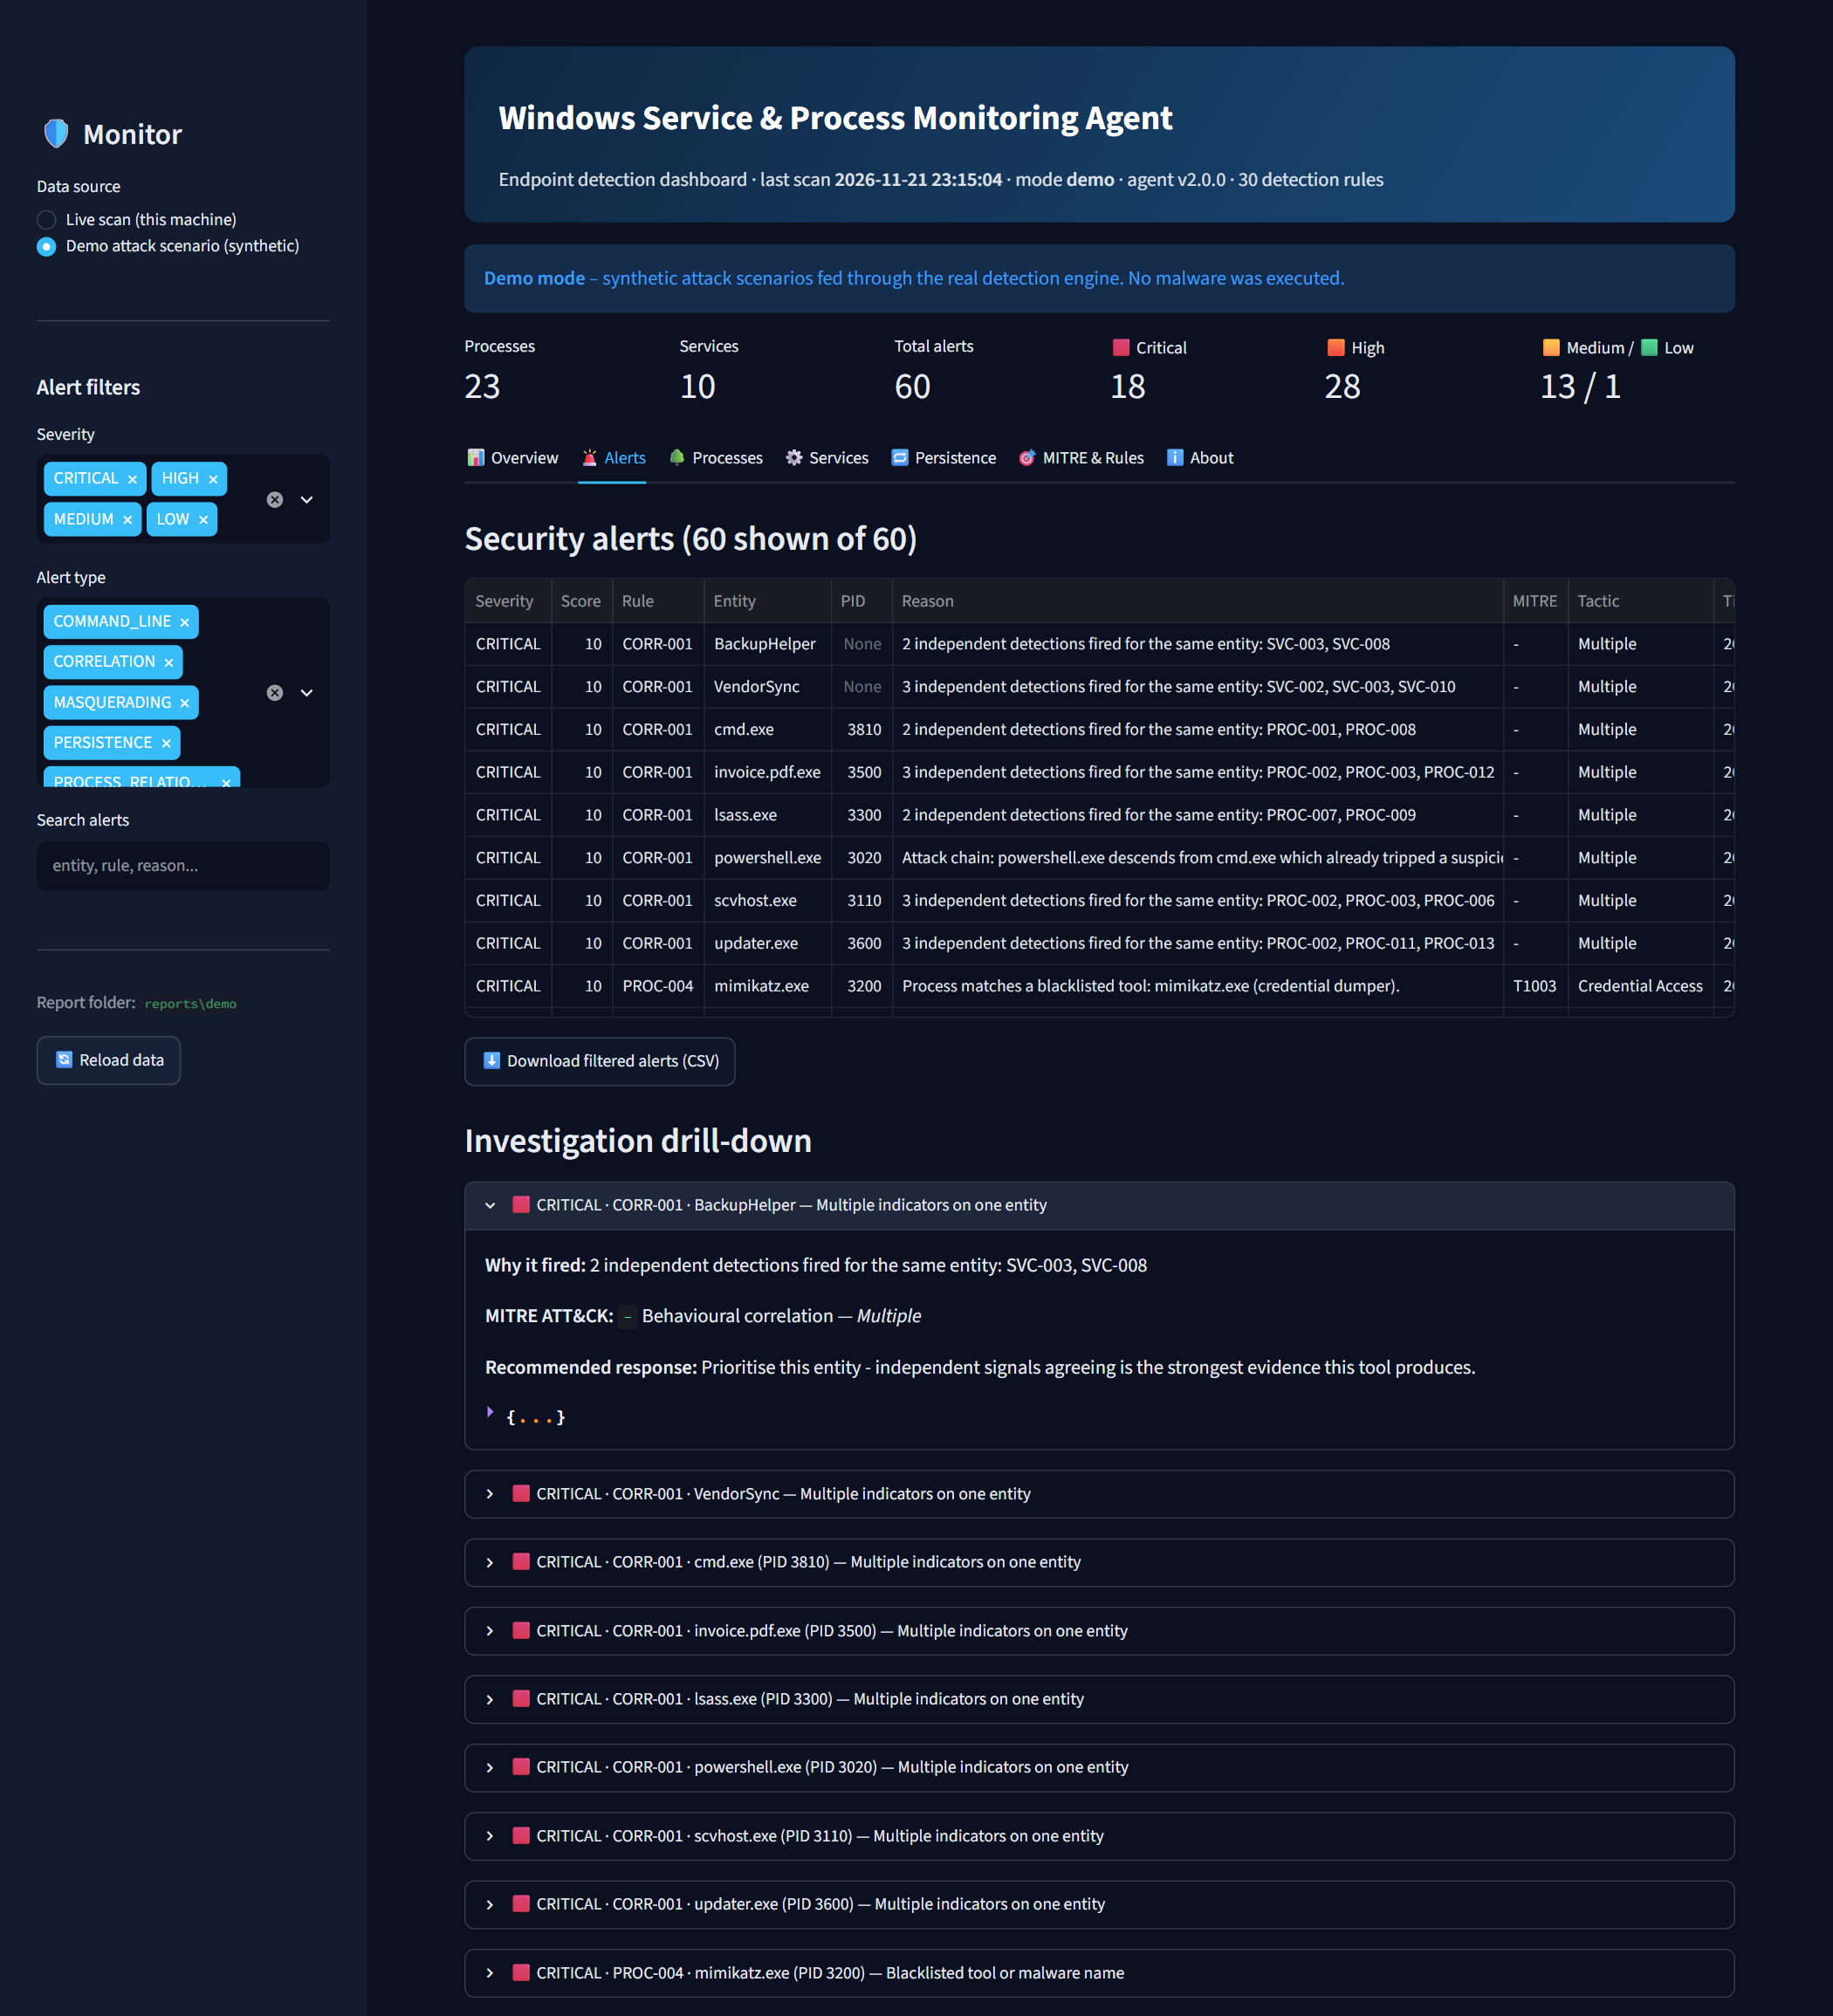 Monitor
Data source
Live scan (this machine)
Demo attack scenario (synthetic)
Alert filters
Severity
CRITICAL × HIGH ×
MEDIUM × LOW ×
Alert type
COMMAND_LINE ×
CORRELATION ×
MASQUERADING ×
PERSISTENCE ×
PROCESS_RELATIO... ×
Search alerts
entity, rule, reason...
Report folder: reports\demo
Reload data
Windows Service & Process Monitoring Agent
Endpoint detection dashboard · last scan 2026-11-21 23:15:04 · mode demo · agent v2.0.0 · 30 detection rules
Demo mode – synthetic attack scenarios fed through the real detection engine. No malware was executed.
Processes Services Total alerts Critical High Medium / Low
23 10 60 18 28 13 / 1
Overview Alerts Processes Services Persistence MITRE & Rules About
Security alerts (60 shown of 60)
Severity Score Rule Entity PID Reason MITRE Tactic
CRITICAL 10 CORR-001 BackupHelper None 2 independent detections fired for the same entity: SVC-003, SVC-008 - Multiple
CRITICAL 10 CORR-001 VendorSync None 3 independent detections fired for the same entity: SVC-002, SVC-003, SVC-010 - Multiple
CRITICAL 10 CORR-001 cmd.exe 3810 2 independent detections fired for the same entity: PROC-001, PROC-008 - Multiple
CRITICAL 10 CORR-001 invoice.pdf.exe 3500 3 independent detections fired for the same entity: PROC-002, PROC-003, PROC-012 - Multiple
CRITICAL 10 CORR-001 lsass.exe 3300 2 independent detections fired for the same entity: PROC-007, PROC-009 - Multiple
CRITICAL 10 CORR-001 powershell.exe 3020 Attack chain: powershell.exe descends from cmd.exe which already tripped a suspici - Multiple
CRITICAL 10 CORR-001 scvhost.exe 3110 3 independent detections fired for the same entity: PROC-002, PROC-003, PROC-006 - Multiple
CRITICAL 10 CORR-001 updater.exe 3600 3 independent detections fired for the same entity: PROC-002, PROC-011, PROC-013 - Multiple
CRITICAL 10 PROC-004 mimikatz.exe 3200 Process matches a blacklisted tool: mimikatz.exe (credential dumper). T1003 Credential Access
Download filtered alerts (CSV)
Investigation drill-down
CRITICAL · CORR-001 · BackupHelper — Multiple indicators on one entity
Why it fired: 2 independent detections fired for the same entity: SVC-003, SVC-008
MITRE ATT&CK: - Behavioural correlation — Multiple
Recommended response: Prioritise this entity - independent signals agreeing is the strongest evidence this tool produces.
{...}
CRITICAL · CORR-001 · VendorSync — Multiple indicators on one entity
CRITICAL · CORR-001 · cmd.exe (PID 3810) — Multiple indicators on one entity
CRITICAL · CORR-001 · invoice.pdf.exe (PID 3500) — Multiple indicators on one entity
CRITICAL · CORR-001 · lsass.exe (PID 3300) — Multiple indicators on one entity
CRITICAL · CORR-001 · powershell.exe (PID 3020) — Multiple indicators on one entity
CRITICAL · CORR-001 · scvhost.exe (PID 3110) — Multiple indicators on one entity
CRITICAL · CORR-001 · updater.exe (PID 3600) — Multiple indicators on one entity
CRITICAL · PROC-004 · mimikatz.exe (PID 3200) — Blacklisted tool or malware name